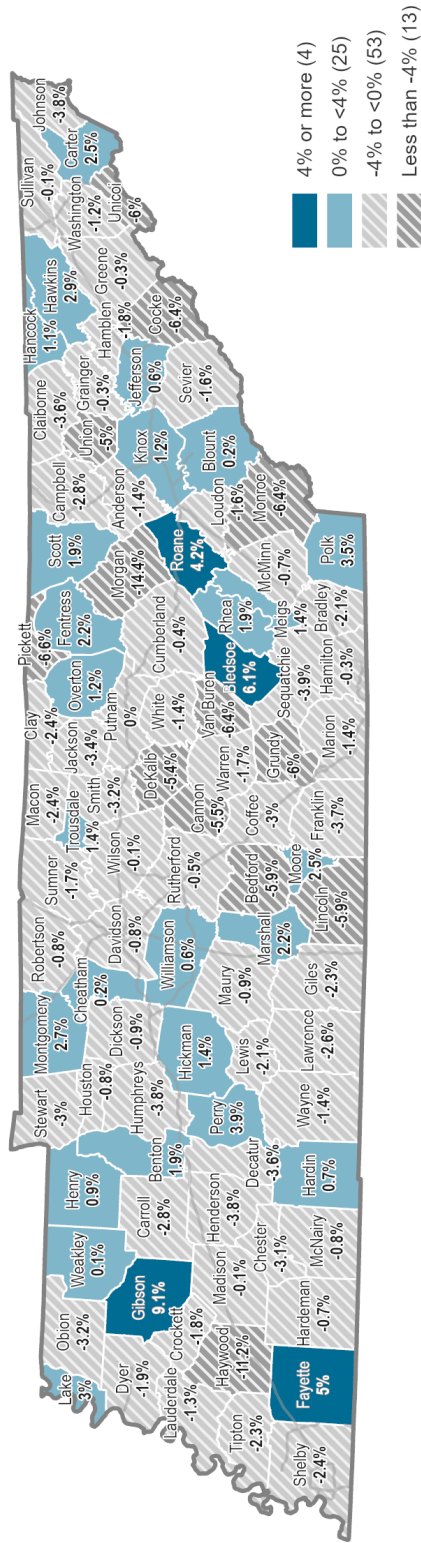 Lake
3%
Obion
-3.2%
Weakley
0.1%
Henry
0.9%
Stewart
-3%
Montgomery
2.7%
Robertson
-0.8%
Sumner
-1.7%
Macon
-2.4%
Trousdale
1.4%
Clay
-2.4%
Pickett
-6.6%
Jackson
-3.4%
Overton
1.2%
Fentress
2.2%
Scott
1.9%
Campbell
-2.8%
Claiborne
-3.6%
Hancock
1.1%
Hawkins
2.9%
Sullivan
-0.1%
Johnson
-3.8%
Carter
2.5%
Washington
-1.2%
Unicoi
-6%
Greene
-0.3%
Hamblen
-1.8%
Grainger
-0.3%
Union
-5%
Dyer
-1.9%
Gibson
9.1%
Carroll
-2.8%
Benton
1.9%
Houston
-0.8%
Humphreys
-3.8%
Dickson
-0.9%
Cheatham
0.2%
Davidson
-0.8%
Wilson
-0.1%
Smith
-3.2%
Putnam
0%
DeKalb
-5.4%
White
-1.4%
Cumberland
-0.4%
Morgan
-14.4%
Anderson
-1.4%
Knox
1.2%
Jefferson
0.6%
Cocke
-6.4%
Sevier
-1.6%
Blount
0.2%
Loudon
-1.6%
Roane
4.2%
Lauderdale
-1.3%
Crockett
-1.8%
Haywood
-11.2%
Madison
-0.1%
Henderson
-3.8%
Decatur
-3.6%
Perry
3.9%
Hickman
1.4%
Williamson
0.6%
Rutherford
-0.5%
Cannon
-5.5%
Warren
-1.7%
Van Buren
-6.4%
Bledsoe
6.1%
Rhea
1.9%
Meigs
1.4%
McMinn
-0.7%
Monroe
-6.4%
Tipton
-2.3%
Chester
-3.1%
Lewis
-2.1%
Maury
-0.9%
Marshall
2.2%
Bedford
-5.9%
Coffee
-3%
Grundy
-6%
Sequatchie
-3.9%
Shelby
-2.4%
Fayette
5%
Hardeman
-0.7%
McNairy
-0.8%
Hardin
0.7%
Wayne
-1.4%
Lawrence
-2.6%
Giles
-2.3%
Lincoln
-5.9%
Moore
2.5%
Franklin
-3.7%
Marion
-1.4%
Hamilton
-0.3%
Bradley
-2.1%
Polk
3.5%
4% or more (4)
0% to <4% (25)
-4% to <0% (53)
Less than -4% (13)